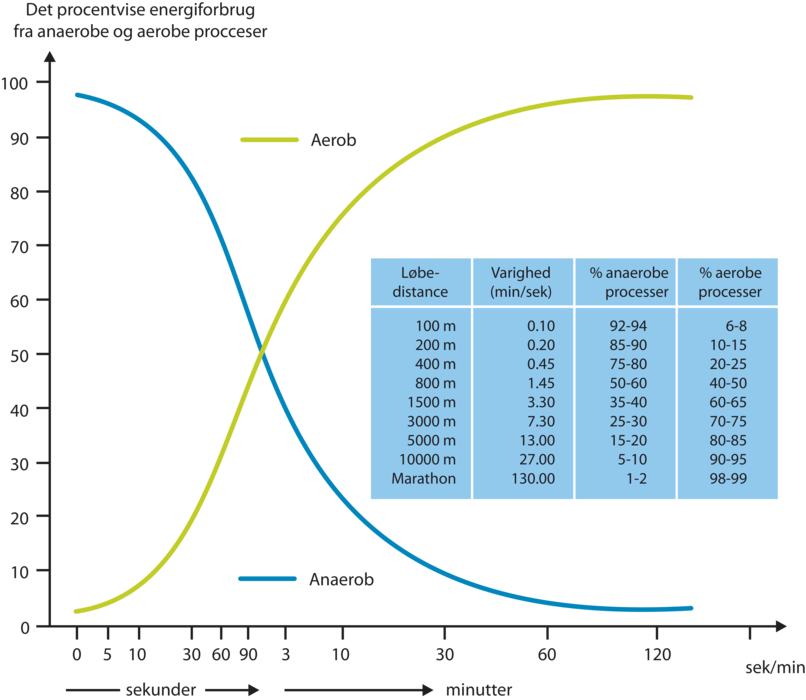 Det procentvise energiforbrug
fra anaerobe og aerobe procceser
100
90
80
70
60
50
40
30
20
10
0
Aerob
Anaerob
Løbe-distance Varighed (min/sek) % anaerobe processer % aerobe processer
100 m 0.10 92-94 6-8
200 m 0.20 85-90 10-15
400 m 0.45 75-80 20-25
800 m 1.45 50-60 40-50
1500 m 3.30 35-40 60-65
3000 m 7.30 25-30 70-75
5000 m 13.00 15-20 80-85
10000 m 27.00 5-10 90-95
Marathon 130.00 1-2 98-99
0 5 10 30 60 90 3 10 30 60 120
sek/min
sekunder minutter